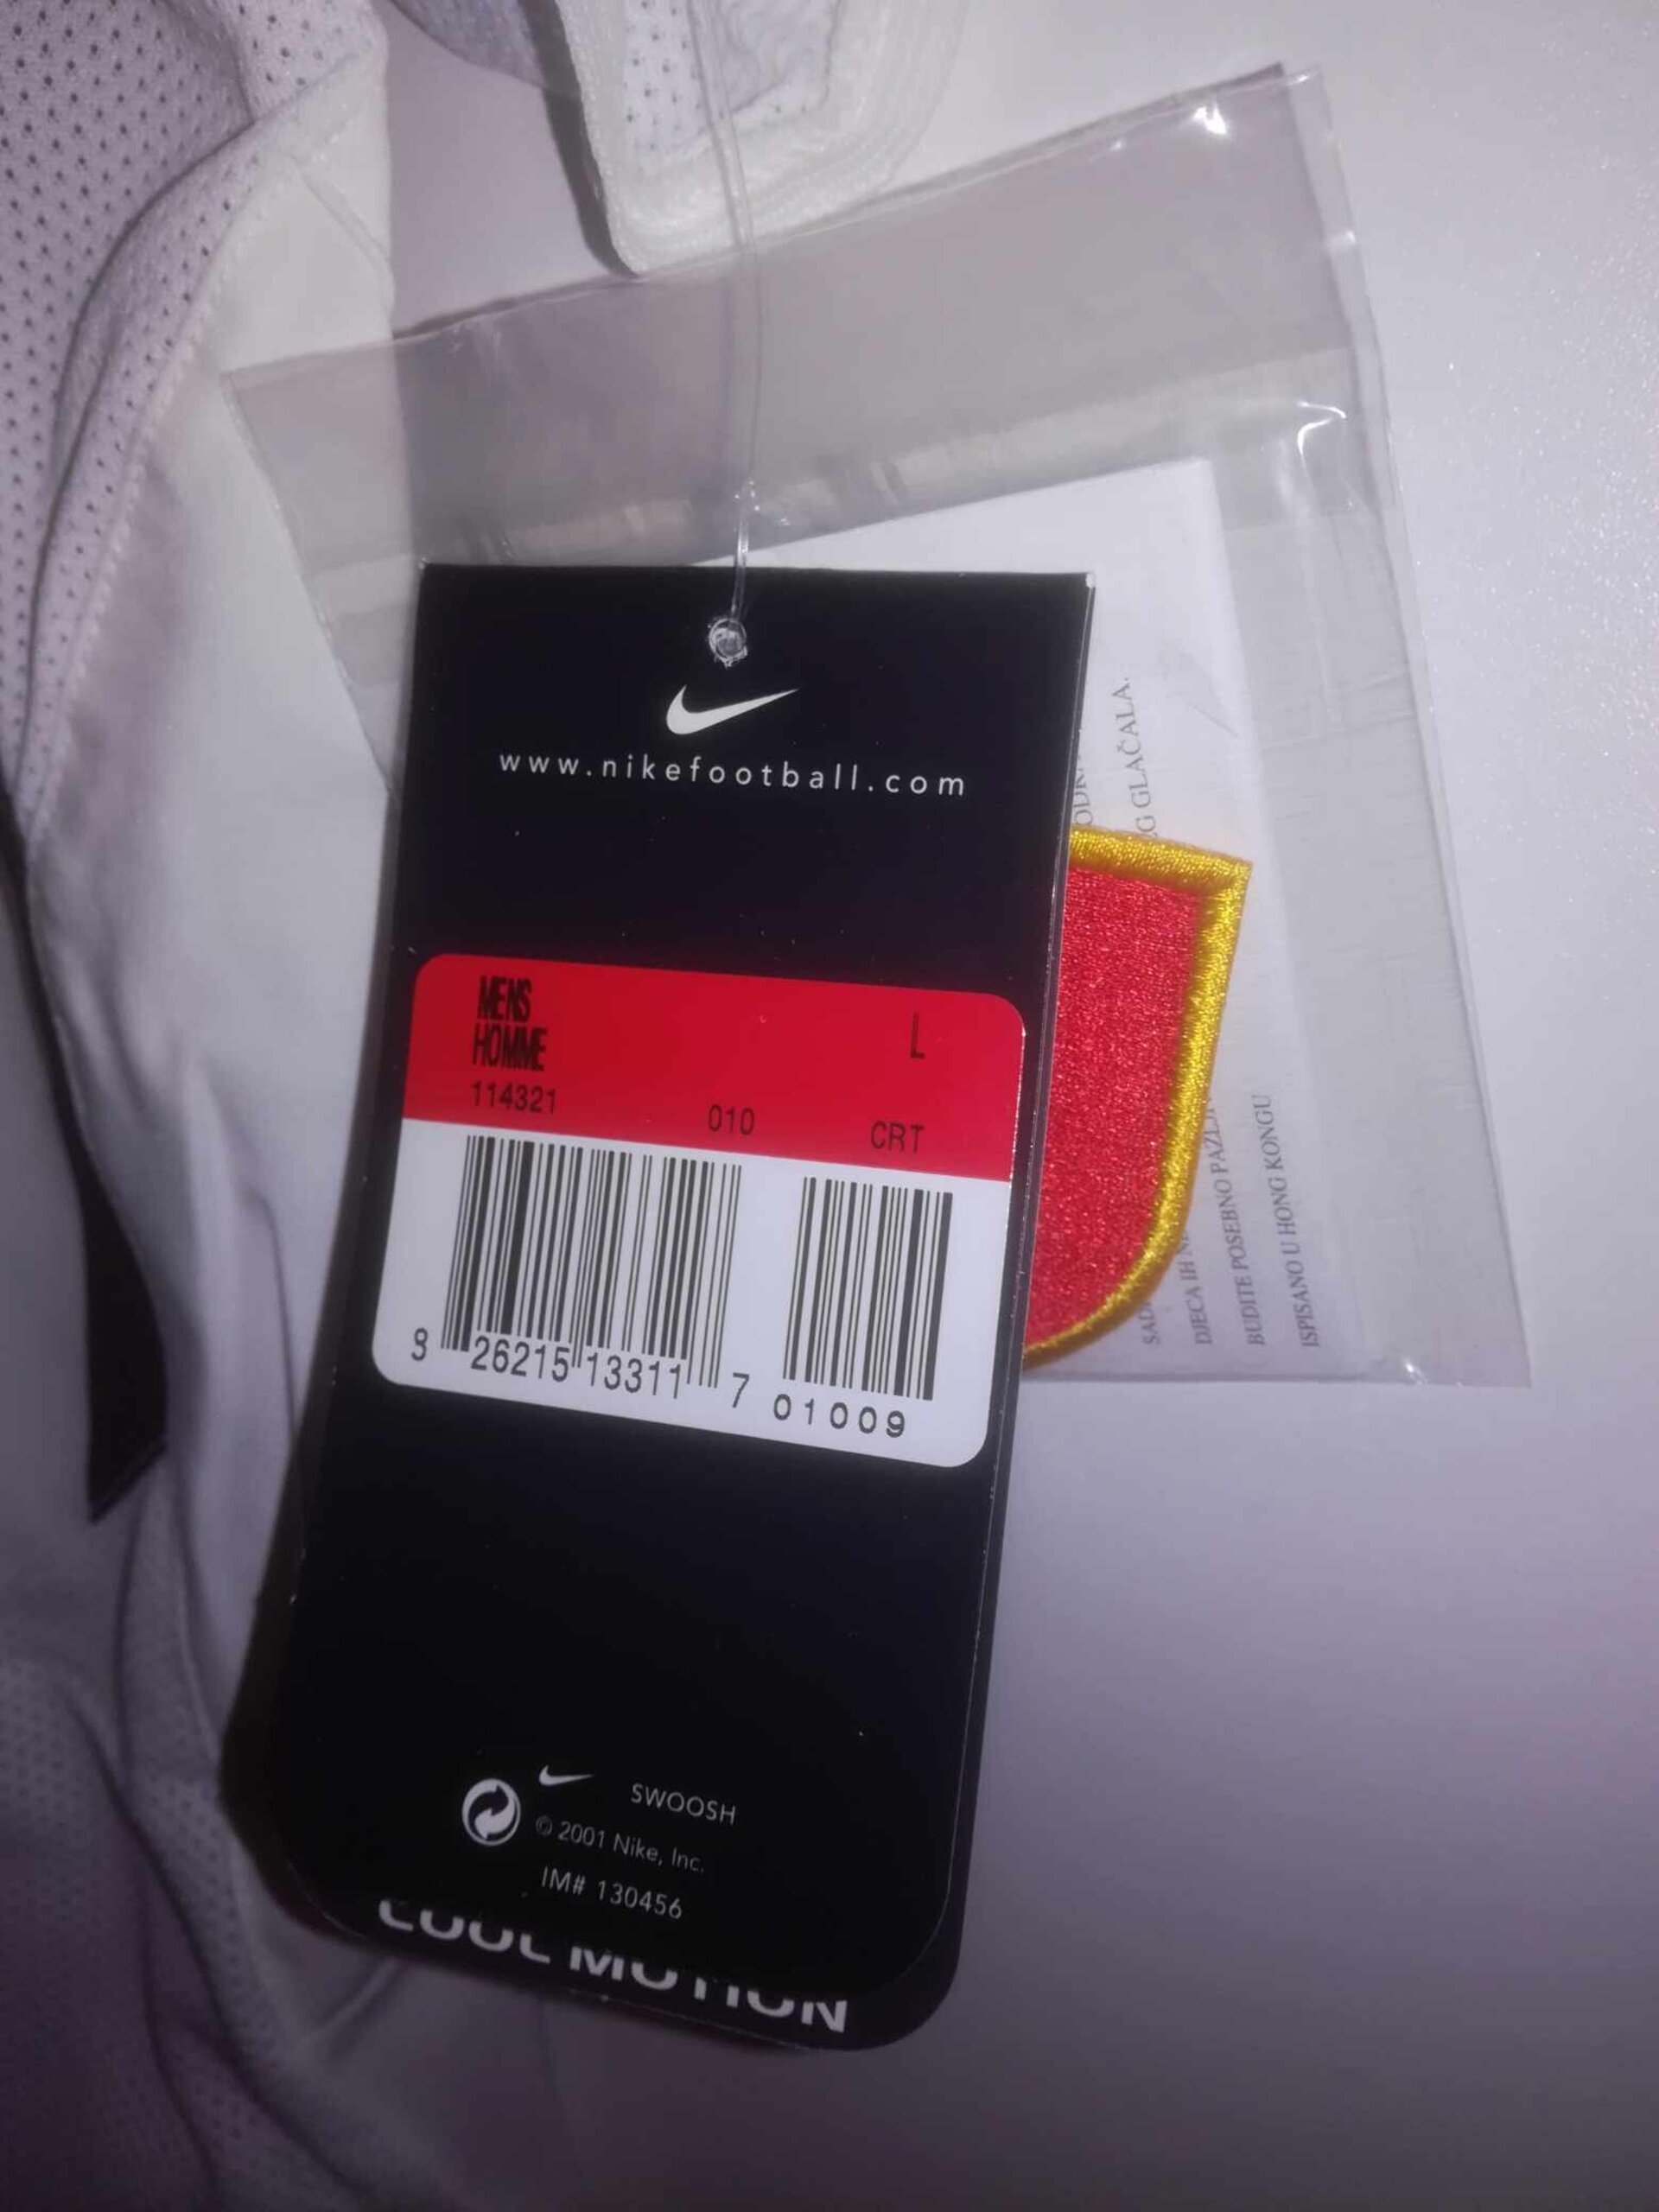 www.nikefootball.com
MENS
HOMME
L
114321
010
CRT
8 26215 13311 7 01009
SWOOSH
© 2001 Nike, Inc.
IM# 130456
COOL MOTION
GLAČALA.
DJECA IH
BUDITE POSEBNO
ISPISANO U HONG KONGU